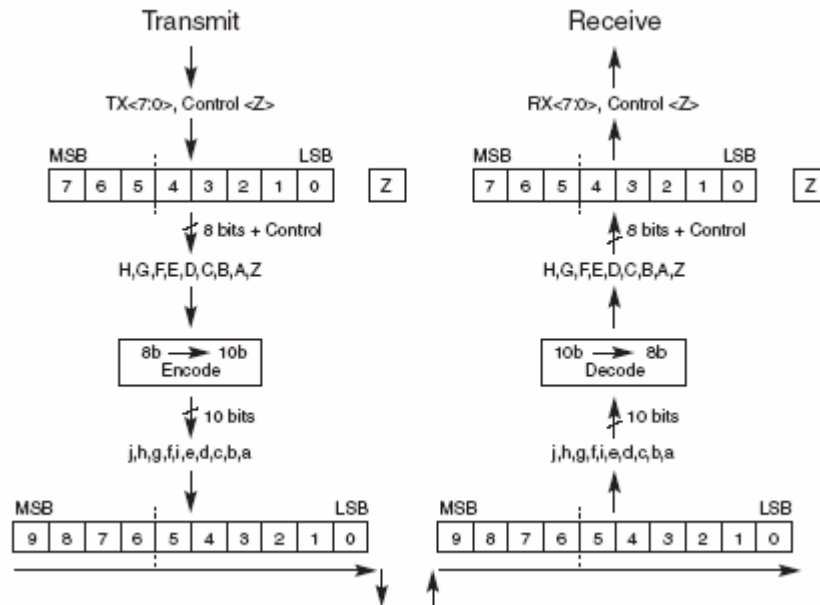 Transmit
TX<7:0>, Control <Z>
MSB LSB
7 6 5 4 3 2 1 0 Z
8 bits + Control
H,G,F,E,D,C,B,A,Z
8b 10b
Encode
10 bits
j,h,g,f,i,e,d,c,b,a
MSB LSB
9 8 7 6 5 4 3 2 1 0
Receive
RX<7:0>, Control <Z>
MSB LSB
7 6 5 4 3 2 1 0 Z
8 bits + Control
H,G,F,E,D,C,B,A,Z
10b 8b
Decode
10 bits
j,h,g,f,i,e,d,c,b,a
MSB LSB
9 8 7 6 5 4 3 2 1 0